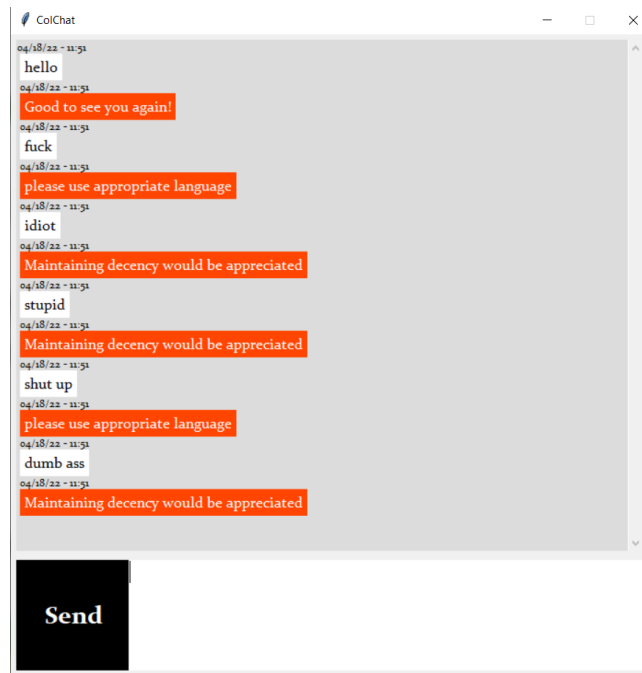 ColChat
04/18/22 - 11:51
hello
04/18/22 - 11:51
Good to see you again!
04/18/22 - 11:51
fuck
04/18/22 - 11:51
please use appropriate language
04/18/22 - 11:51
idiot
04/18/22 - 11:51
Maintaining decency would be appreciated
04/18/22 - 11:51
stupid
04/18/22 - 11:51
Maintaining decency would be appreciated
04/18/22 - 11:51
shut up
04/18/22 - 11:51
please use appropriate language
04/18/22 - 11:51
dumb ass
04/18/22 - 11:51
Maintaining decency would be appreciated
Send